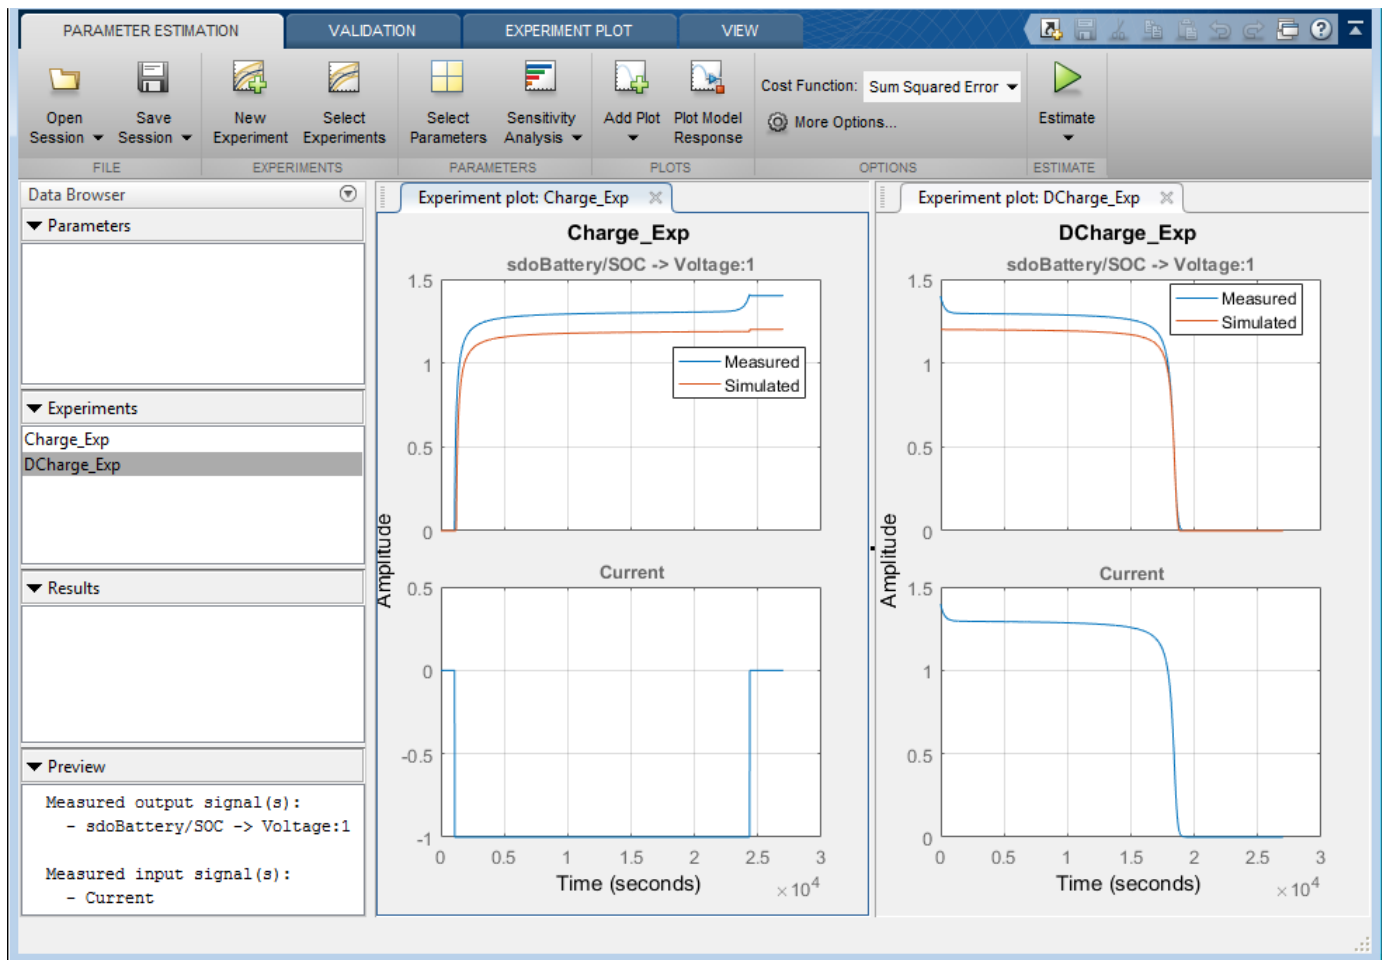 PARAMETER ESTIMATION
VALIDATION
EXPERIMENT PLOT
VIEW
Open Session
Save Session
New Experiment
Select Experiments
Select Parameters
Sensitivity Analysis
Add Plot
Plot Model Response
Cost Function: Sum Squared Error
More Options...
Estimate
FILE
EXPERIMENTS
PARAMETERS
PLOTS
OPTIONS
ESTIMATE
Data Browser
Parameters
Experiments
Charge_Exp
DCharge_Exp
Results
Preview
Measured output signal(s):
- sdoBattery/SOC -> Voltage:1
Measured input signal(s):
- Current
Experiment plot: Charge_Exp
Charge_Exp
sdoBattery/SOC -> Voltage:1
1.5
1
0.5
0
Measured
Simulated
Amplitude
Current
0.5
0
-0.5
-1
0 0.5 1 1.5 2 2.5 3
Time (seconds)
×10⁴
Experiment plot: DCharge_Exp
DCharge_Exp
sdoBattery/SOC -> Voltage:1
1.5
1
0.5
0
Measured
Simulated
Amplitude
Current
1.5
1
0.5
0
0 0.5 1 1.5 2 2.5 3
Time (seconds)
×10⁴